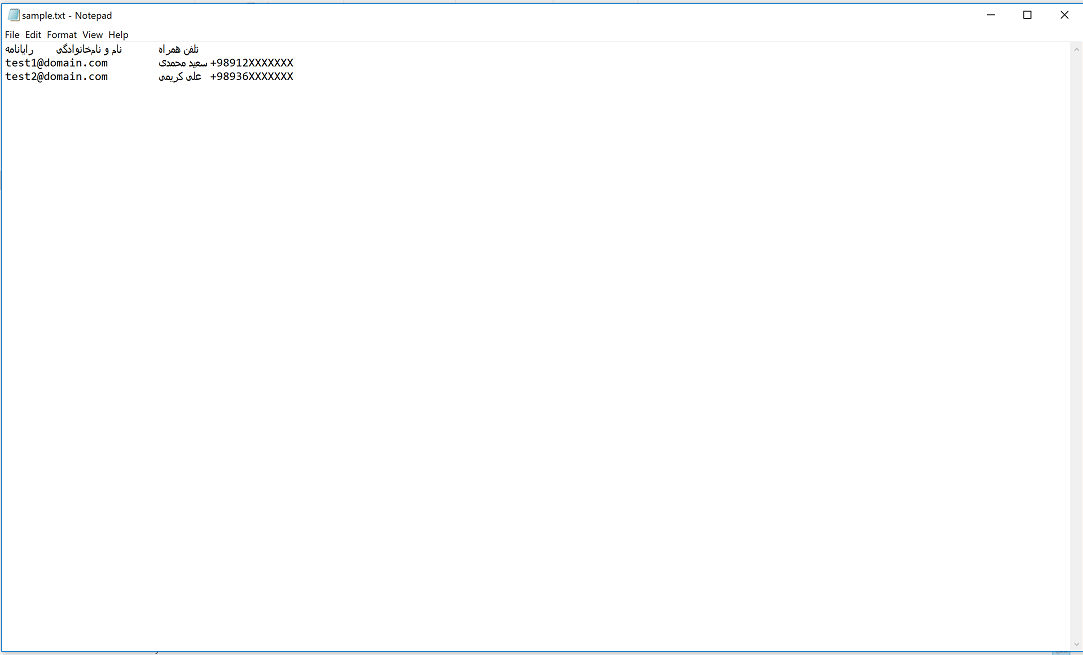 sample.txt - Notepad
File Edit Format View Help
رایانامه	نام و نام‌خانوادگی	تلفن همراه
test1@domain.com	سعید محمدی	+98912XXXXXXX
test2@domain.com	علی کریمی	+98936XXXXXXX